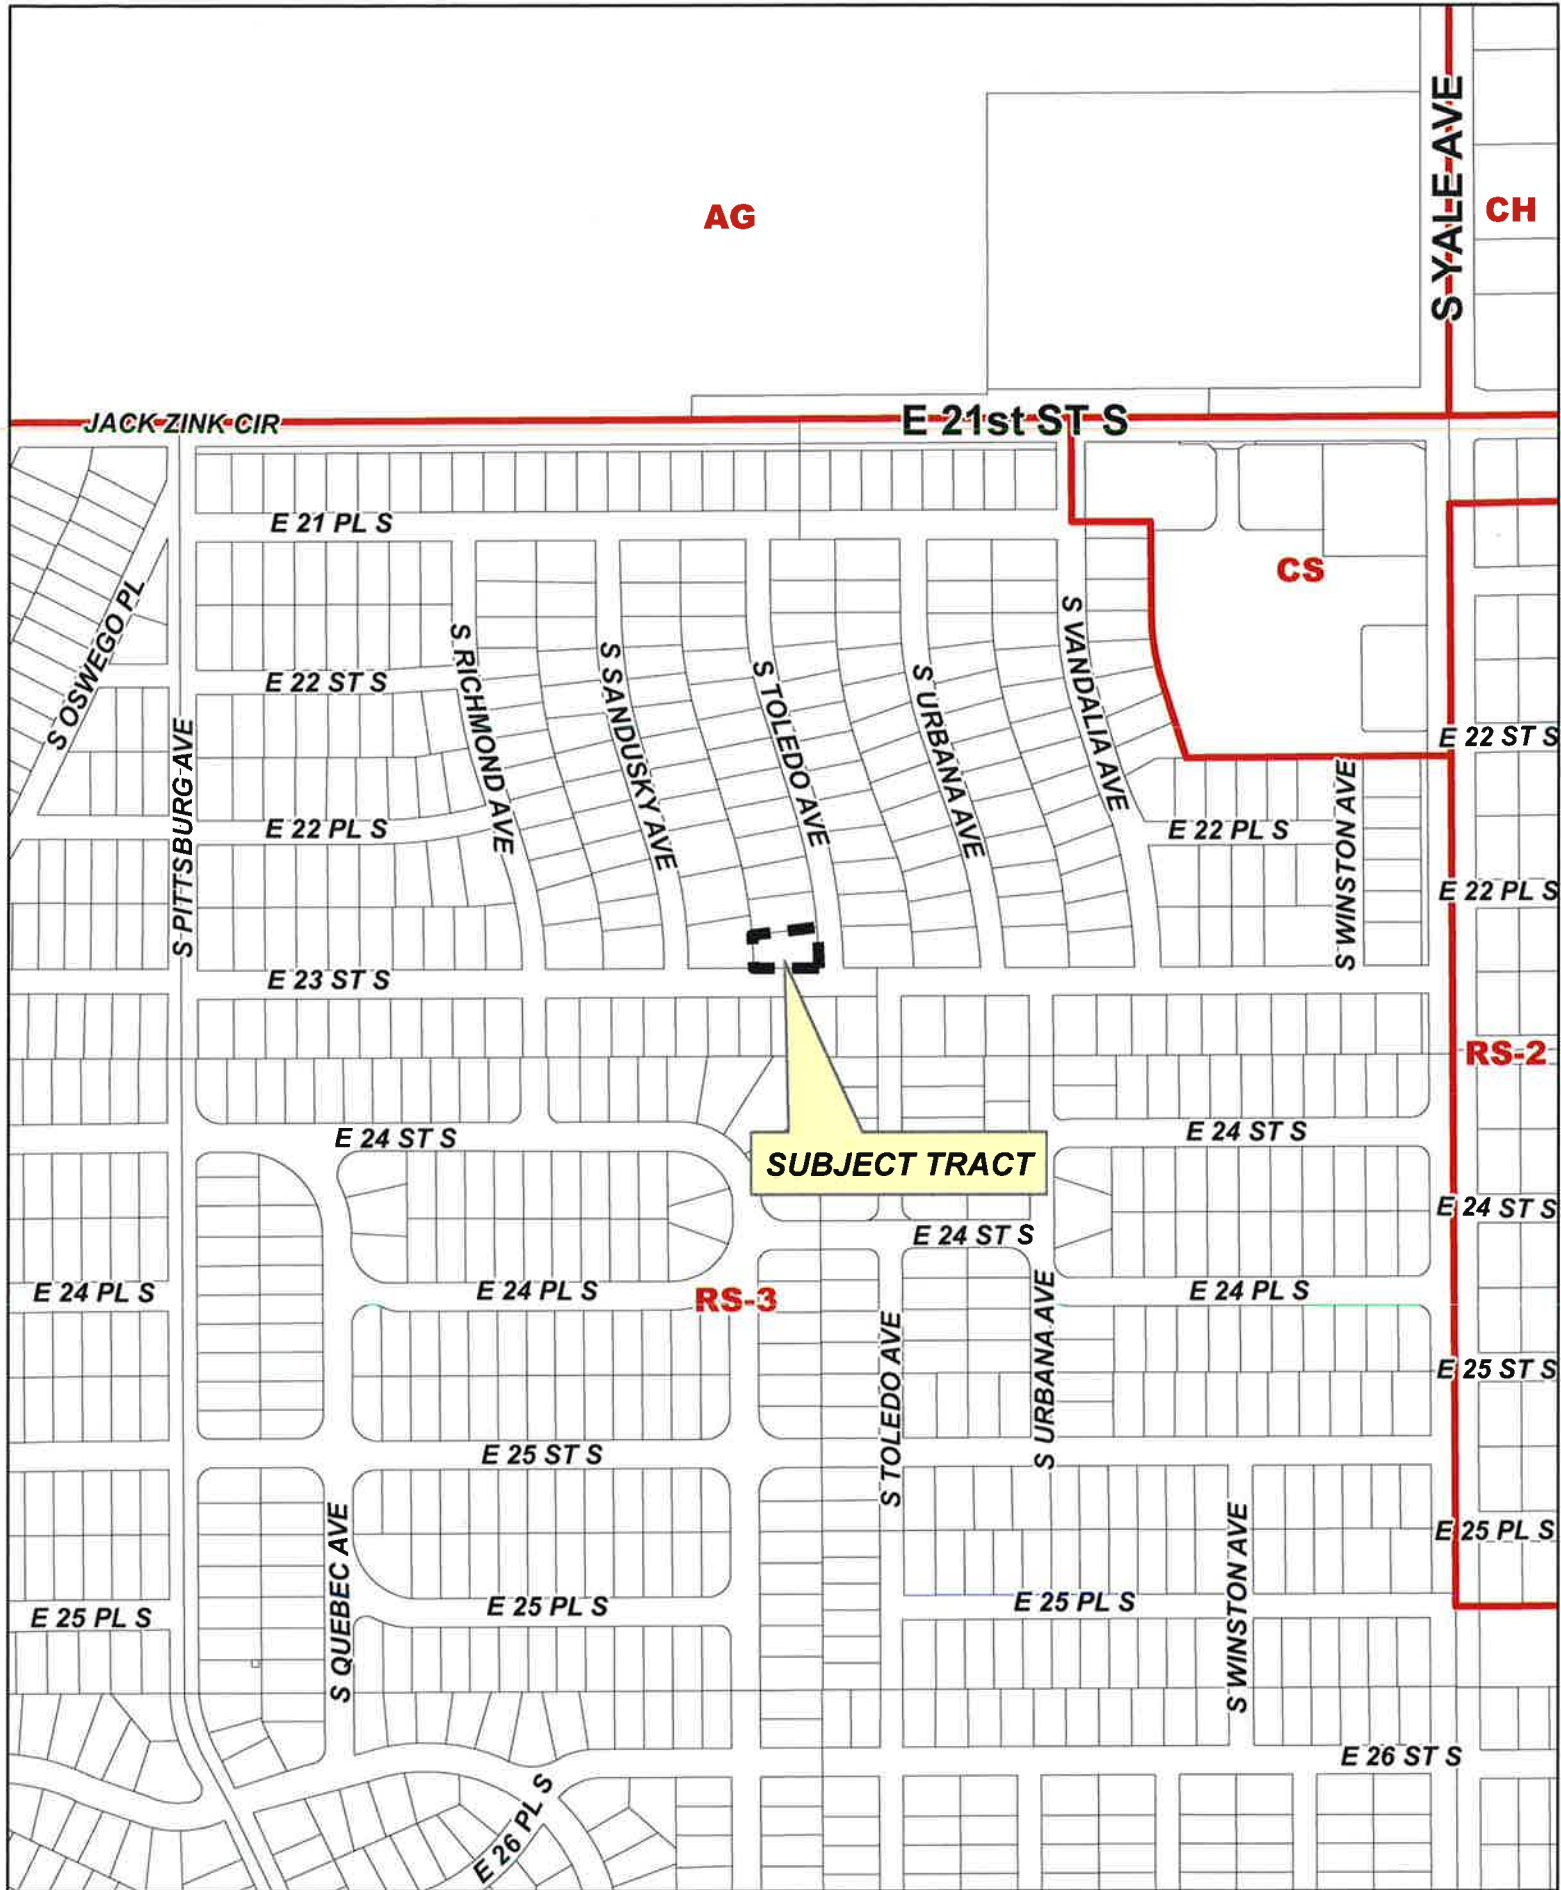 S YALE AVE
AG
CH
JACK ZINK CIR
E 21st ST S
E 21 PL S
CS
S OSWEGO PL
S RICHMOND AVE
S SANDUSKY AVE
S TOLEDO AVE
S URBANA AVE
S VANDALIA AVE
E 22 ST S
E 22 ST S
S PITTSBURG AVE
E 22 PL S
E 22 PL S
S WINSTON AVE
E 22 PL S
E 23 ST S
RS-2
E 24 ST S
E 24 ST S
SUBJECT TRACT
E 24 ST S
E 24 ST S
E 24 PL S
E 24 PL S
RS-3
E 24 PL S
S TOLEDO AVE
S URBANA AVE
E 25 ST S
E 25 ST S
S QUEBEC AVE
S WINSTON AVE
E 25 PL S
E 25 PL S
E 25 PL S
E 25 PL S
E 26 ST S
E 26 PL S